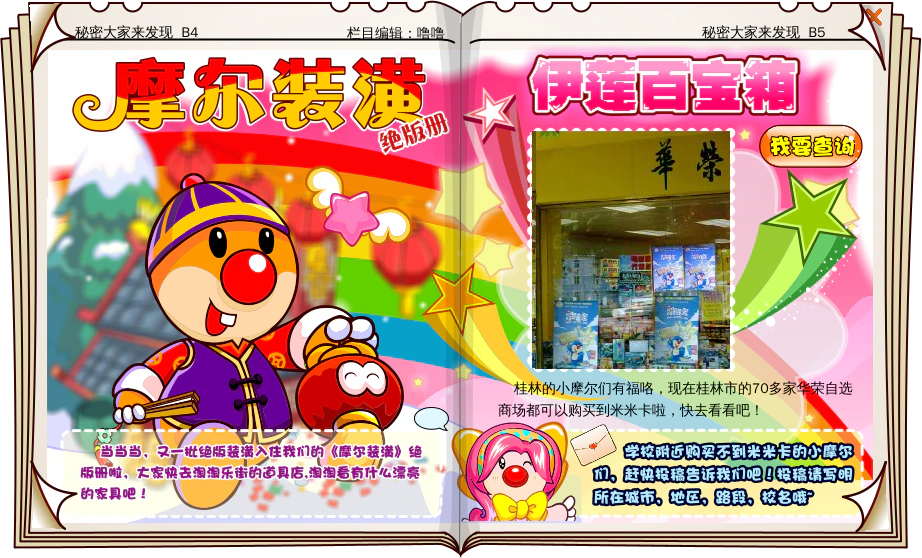 秘密大家来发现 B4
栏目编辑：噜噜
摩尔装潢
绝版册
当当当，又一批绝版装潢入住我们的《摩尔装潢》绝
版册啦，大家快去淘淘乐街的道具店,淘淘看有什么漂亮
的家具吧！
秘密大家来发现 B5
伊莲百宝箱
我要查询
華榮
桂林的小摩尔们有福咯，现在桂林市的70多家华荣自选
商场都可以购买到米米卡啦，快去看看吧！
学校附近购买不到米米卡的小摩尔
们，赶快投稿告诉我们吧！投稿请写明
所在城市，地区，路段，校名哦~